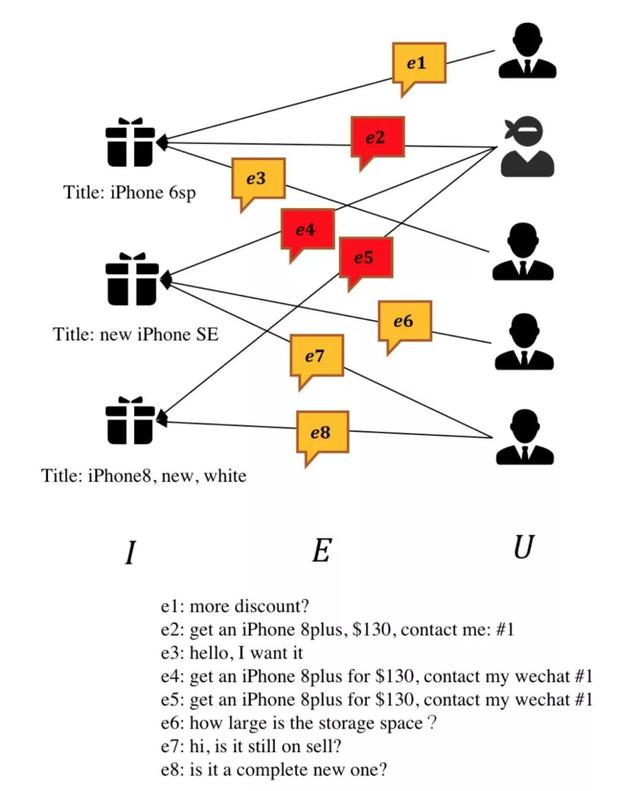 e1
e2
e3
Title: iPhone 6sp
e4
e5
e6
Title: new iPhone SE
e7
e8
Title: iPhone8, new, white
I E U
e1: more discount?
e2: get an iPhone 8plus, $130, contact me: #1
e3: hello, I want it
e4: get an iPhone 8plus for $130, contact my wechat #1
e5: get an iPhone 8plus for $130, contact my wechat #1
e6: how large is the storage space？
e7: hi, is it still on sell?
e8: is it a complete new one?